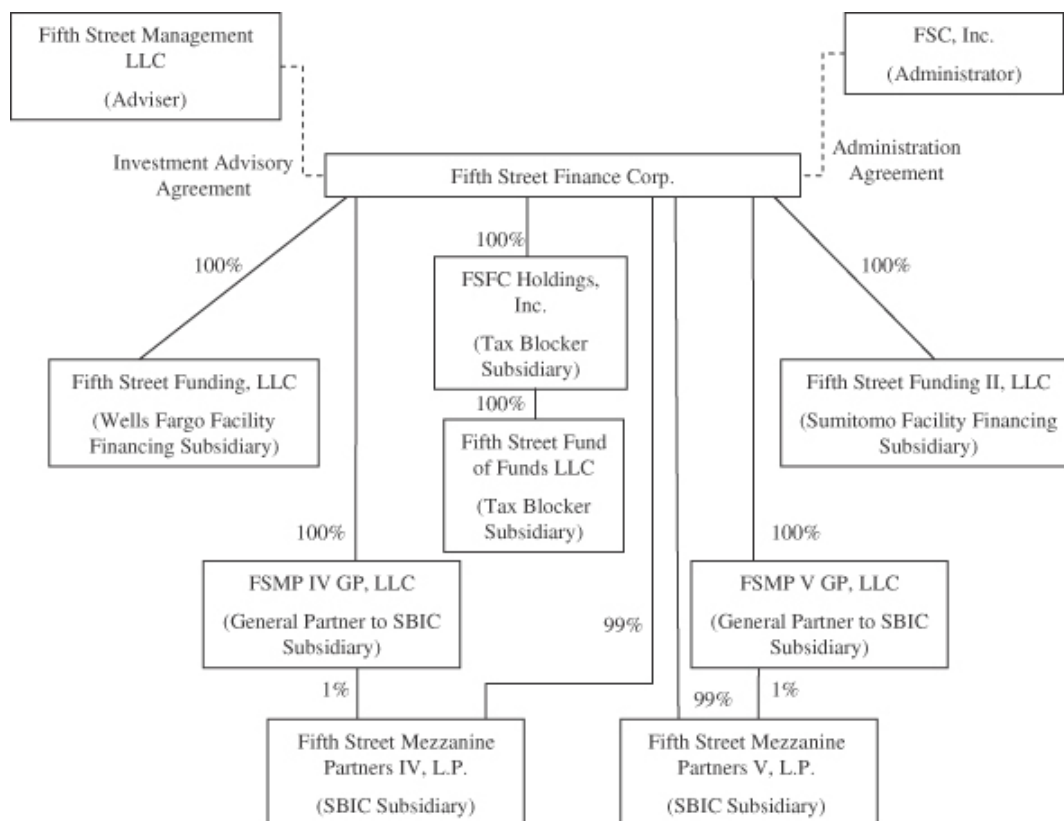 Fifth Street Management
LLC
(Adviser)
FSC, Inc.
(Administrator)
Investment Advisory
Agreement
Administration
Agreement
Fifth Street Finance Corp.
100%
100%
100%
FSFC Holdings,
Inc.
(Tax Blocker
Subsidiary)
Fifth Street Funding, LLC
(Wells Fargo Facility
Financing Subsidiary)
Fifth Street Funding II, LLC
(Sumitomo Facility Financing
Subsidiary)
100%
Fifth Street Fund
of Funds LLC
(Tax Blocker
Subsidiary)
100%
100%
FSMP IV GP, LLC
(General Partner to SBIC
Subsidiary)
99%
FSMP V GP, LLC
(General Partner to SBIC
Subsidiary)
1%
99%
1%
Fifth Street Mezzanine
Partners IV, L.P.
(SBIC Subsidiary)
Fifth Street Mezzanine
Partners V, L.P.
(SBIC Subsidiary)